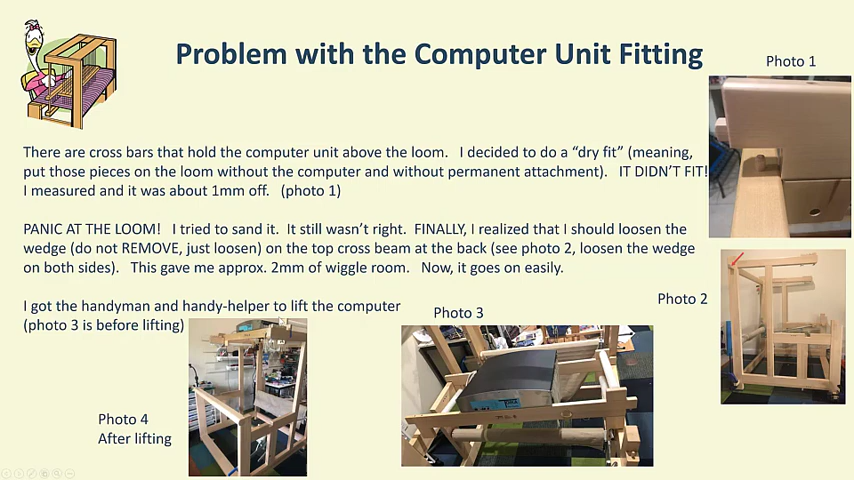 Problem with the Computer Unit Fitting
Photo 1
There are cross bars that hold the computer unit above the loom. I decided to do a “dry fit” (meaning,
put those pieces on the loom without the computer and without permanent attachment). IT DIDN’T FIT!
I measured and it was about 1mm off. (photo 1)
PANIC AT THE LOOM! I tried to sand it. It still wasn’t right. FINALLY, I realized that I should loosen the
wedge (do not REMOVE, just loosen) on the top cross beam at the back (see photo 2, loosen the wedge
on both sides). This gave me approx. 2mm of wiggle room. Now, it goes on easily.
I got the handyman and handy-helper to lift the computer
(photo 3 is before lifting)
Photo 2
Photo 3
Photo 4
After lifting